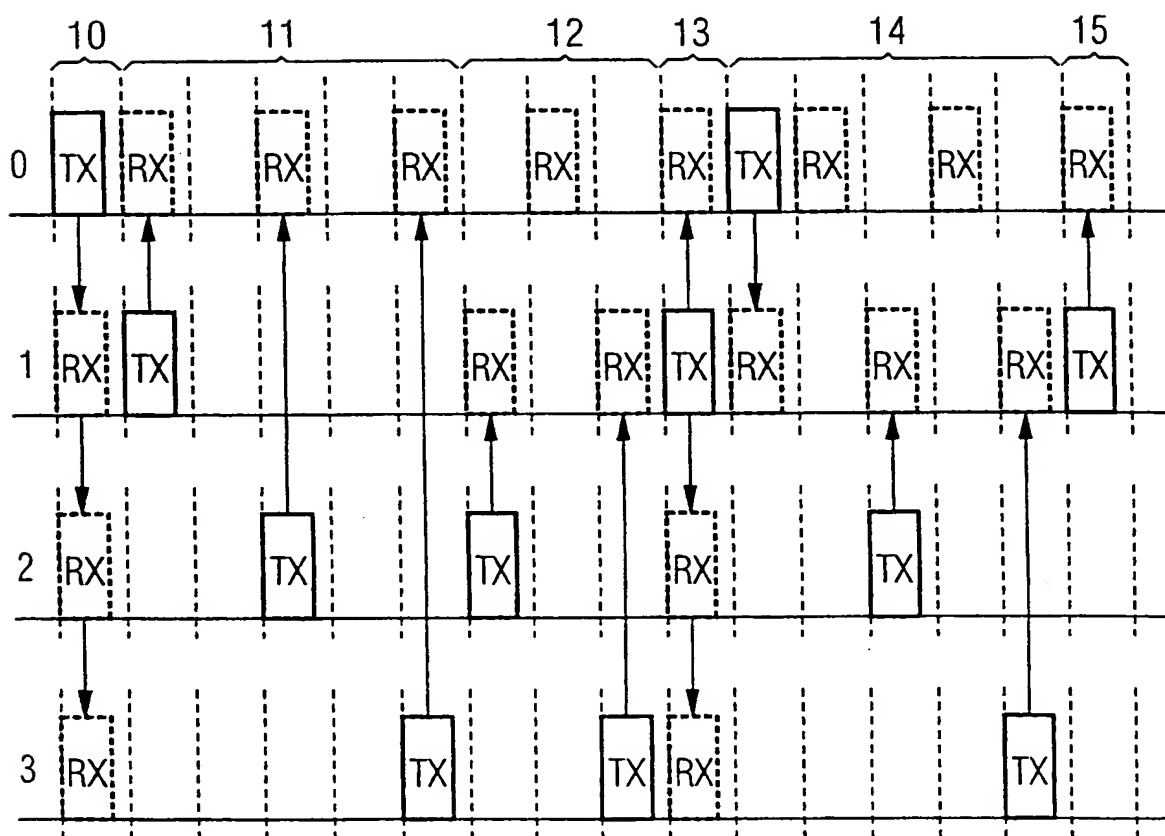 10 11 12 13 14 15
0 TX RX RX RX RX RX TX RX RX RX
1 RX TX RX RX TX RX RX RX TX
2 RX TX TX RX TX
3 RX TX TX RX TX